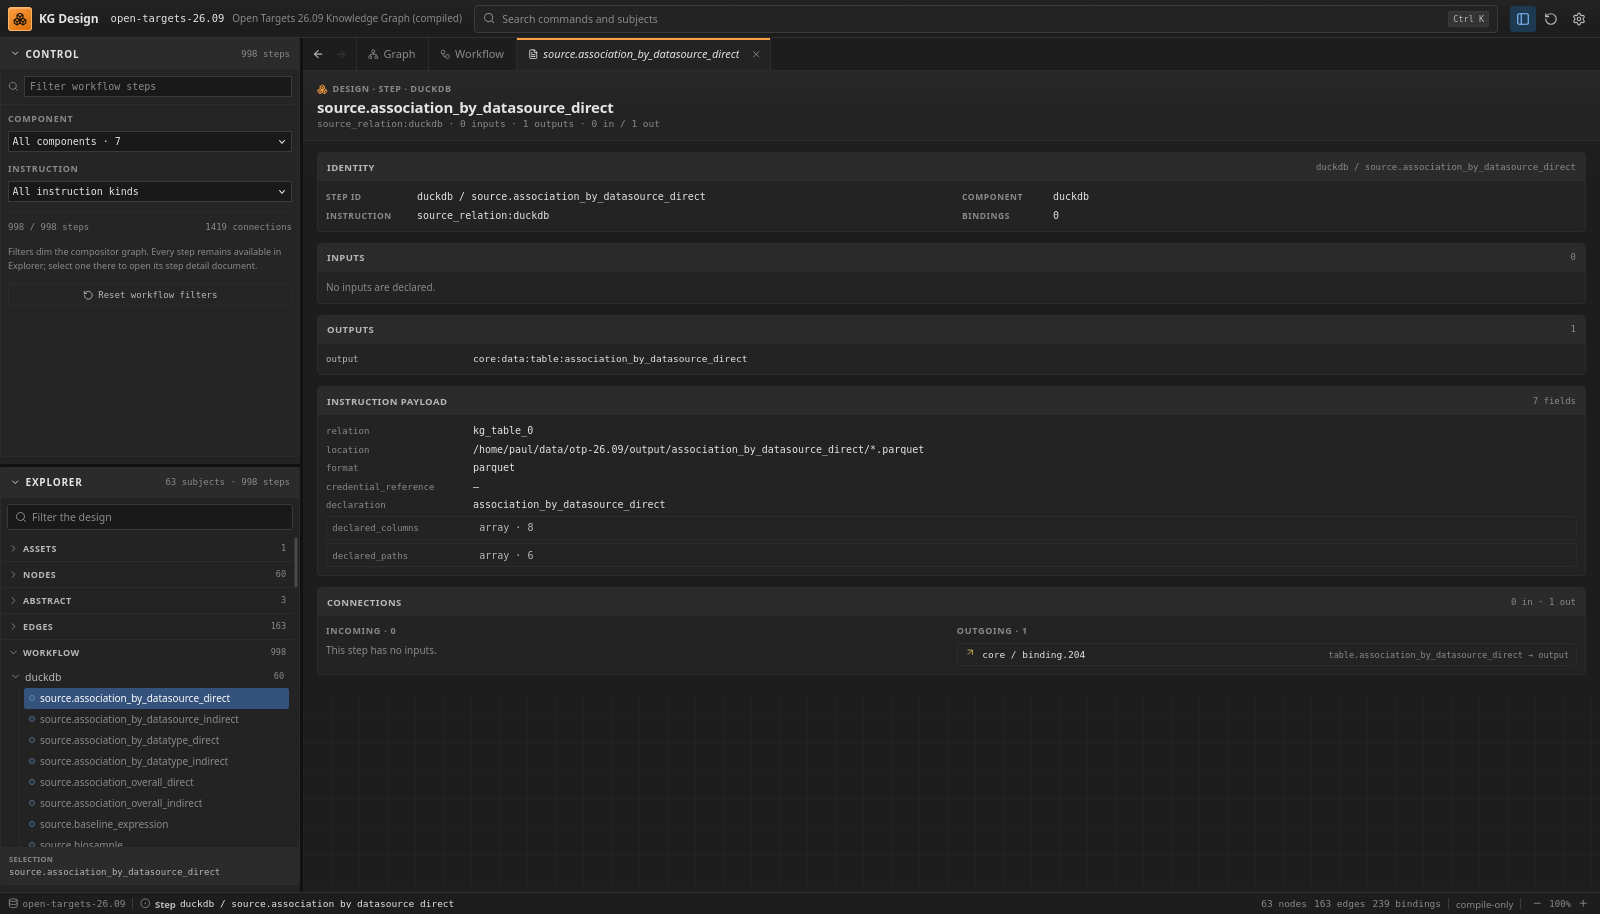 KG Design open-targets-26.09 Open Targets 26.09 Knowledge Graph (compiled) Search commands and subjects Ctrl K
CONTROL 998 steps
Filter workflow steps
COMPONENT
All components · 7
INSTRUCTION
All instruction kinds
998 / 998 steps 1419 connections
Filters dim the compositor graph. Every step remains available in
Explorer; select one there to open its step detail document.
Reset workflow filters
EXPLORER 63 subjects · 998 steps
Filter the design
ASSETS 1
NODES 60
ABSTRACT 3
EDGES 163
WORKFLOW 998
duckdb 60
source.association_by_datasource_direct
source.association_by_datasource_indirect
source.association_by_datatype_direct
source.association_by_datatype_indirect
source.association_overall_direct
source.association_overall_indirect
source.baseline_expression
source.biosample
SELECTION
source.association_by_datasource_direct
Graph Workflow source.association_by_datasource_direct
DESIGN · STEP · DUCKDB
source.association_by_datasource_direct
source_relation:duckdb · 0 inputs · 1 outputs · 0 in / 1 out
IDENTITY duckdb / source.association_by_datasource_direct
STEP ID duckdb / source.association_by_datasource_direct COMPONENT duckdb
INSTRUCTION source_relation:duckdb BINDINGS 0
INPUTS 0
No inputs are declared.
OUTPUTS 1
output core:data:table:association_by_datasource_direct
INSTRUCTION PAYLOAD 7 fields
relation kg_table_0
location /home/paul/data/otp-26.09/output/association_by_datasource_direct/*.parquet
format parquet
credential_reference —
declaration association_by_datasource_direct
declared_columns array · 8
declared_paths array · 6
CONNECTIONS 0 in · 1 out
INCOMING · 0 OUTGOING · 1
This step has no inputs. core / binding.204 table.association_by_datasource_direct → output
open-targets-26.09 Step duckdb / source.association_by_datasource_direct 63 nodes 163 edges 239 bindings compile-only 100%